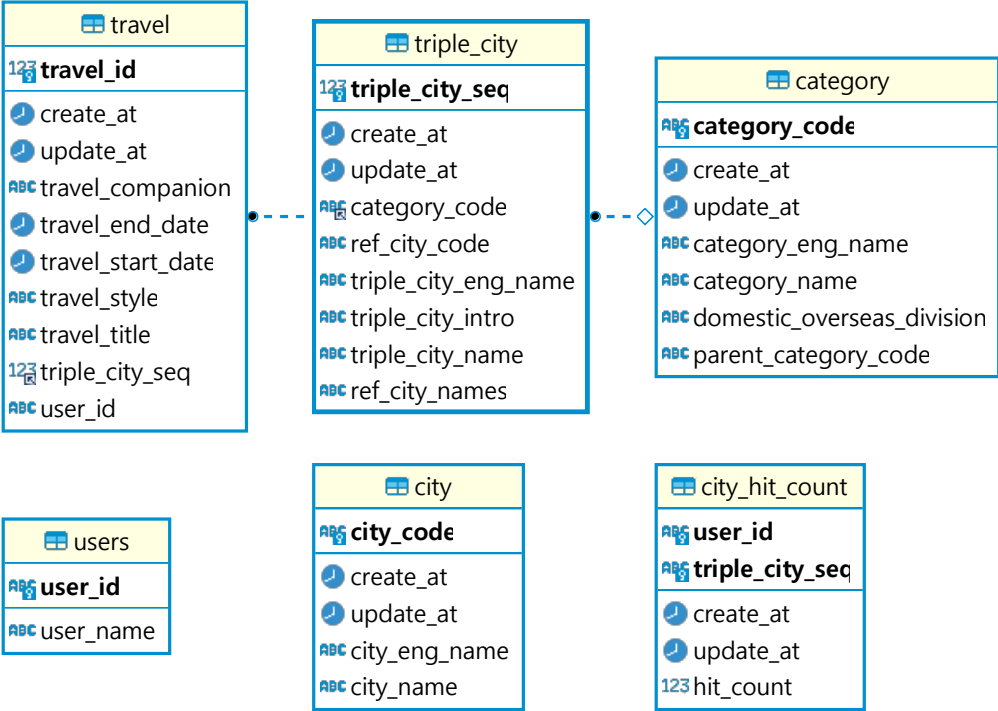 travel
travel_id
create_at
update_at
travel_companion
travel_end_date
travel_start_date
travel_style
travel_title
triple_city_seq
user_id
triple_city
triple_city_seq
create_at
update_at
category_code
ref_city_code
triple_city_eng_name
triple_city_intro
triple_city_name
ref_city_names
category
category_code
create_at
update_at
category_eng_name
category_name
domestic_overseas_division
parent_category_code
users
user_id
user_name
city
city_code
create_at
update_at
city_eng_name
city_name
city_hit_count
user_id
triple_city_seq
create_at
update_at
hit_count